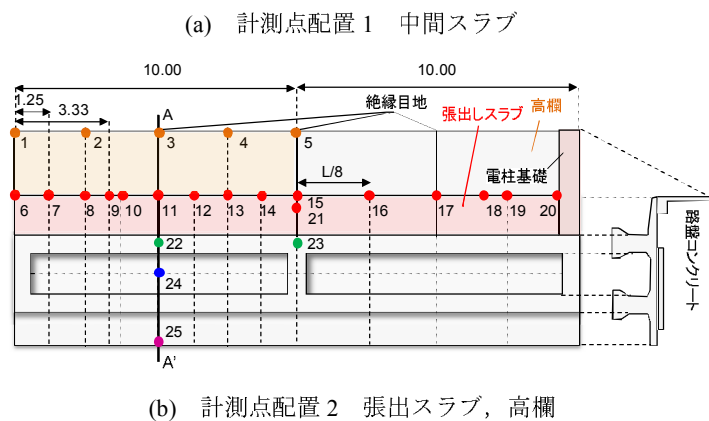 (a) 計測点配置 1 中間スラブ
10.00 10.00
1.25
3.33
A
絶縁目地
張出しスラブ
高欄
1 2 3 4 5
電柱基礎
L/8
6 7 8 9 10 11 12 13 14 15 16 17 18 19 20
21
22 23
24
25
A'
路盤コンクリート
(b) 計測点配置 2 張出スラブ，高欄